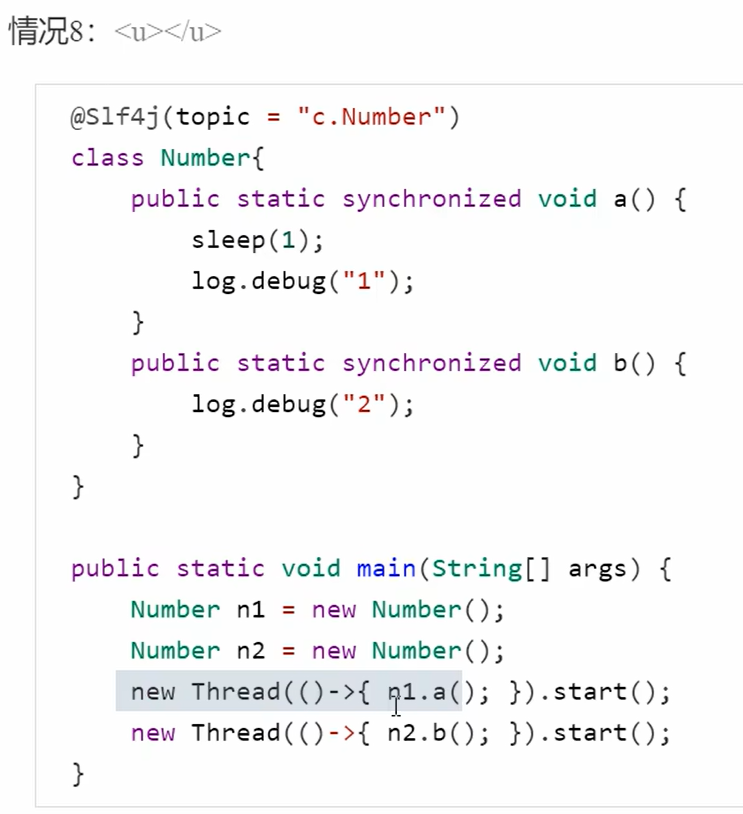 情况8：<u></u>
@Slf4j(topic = "c.Number")
class Number{
    public static synchronized void a() {
        sleep(1);
        log.debug("1");
    }
    public static synchronized void b() {
        log.debug("2");
    }
}

public static void main(String[] args) {
    Number n1 = new Number();
    Number n2 = new Number();
    new Thread(()->{ n1.a(); }).start();
    new Thread(()->{ n2.b(); }).start();
}